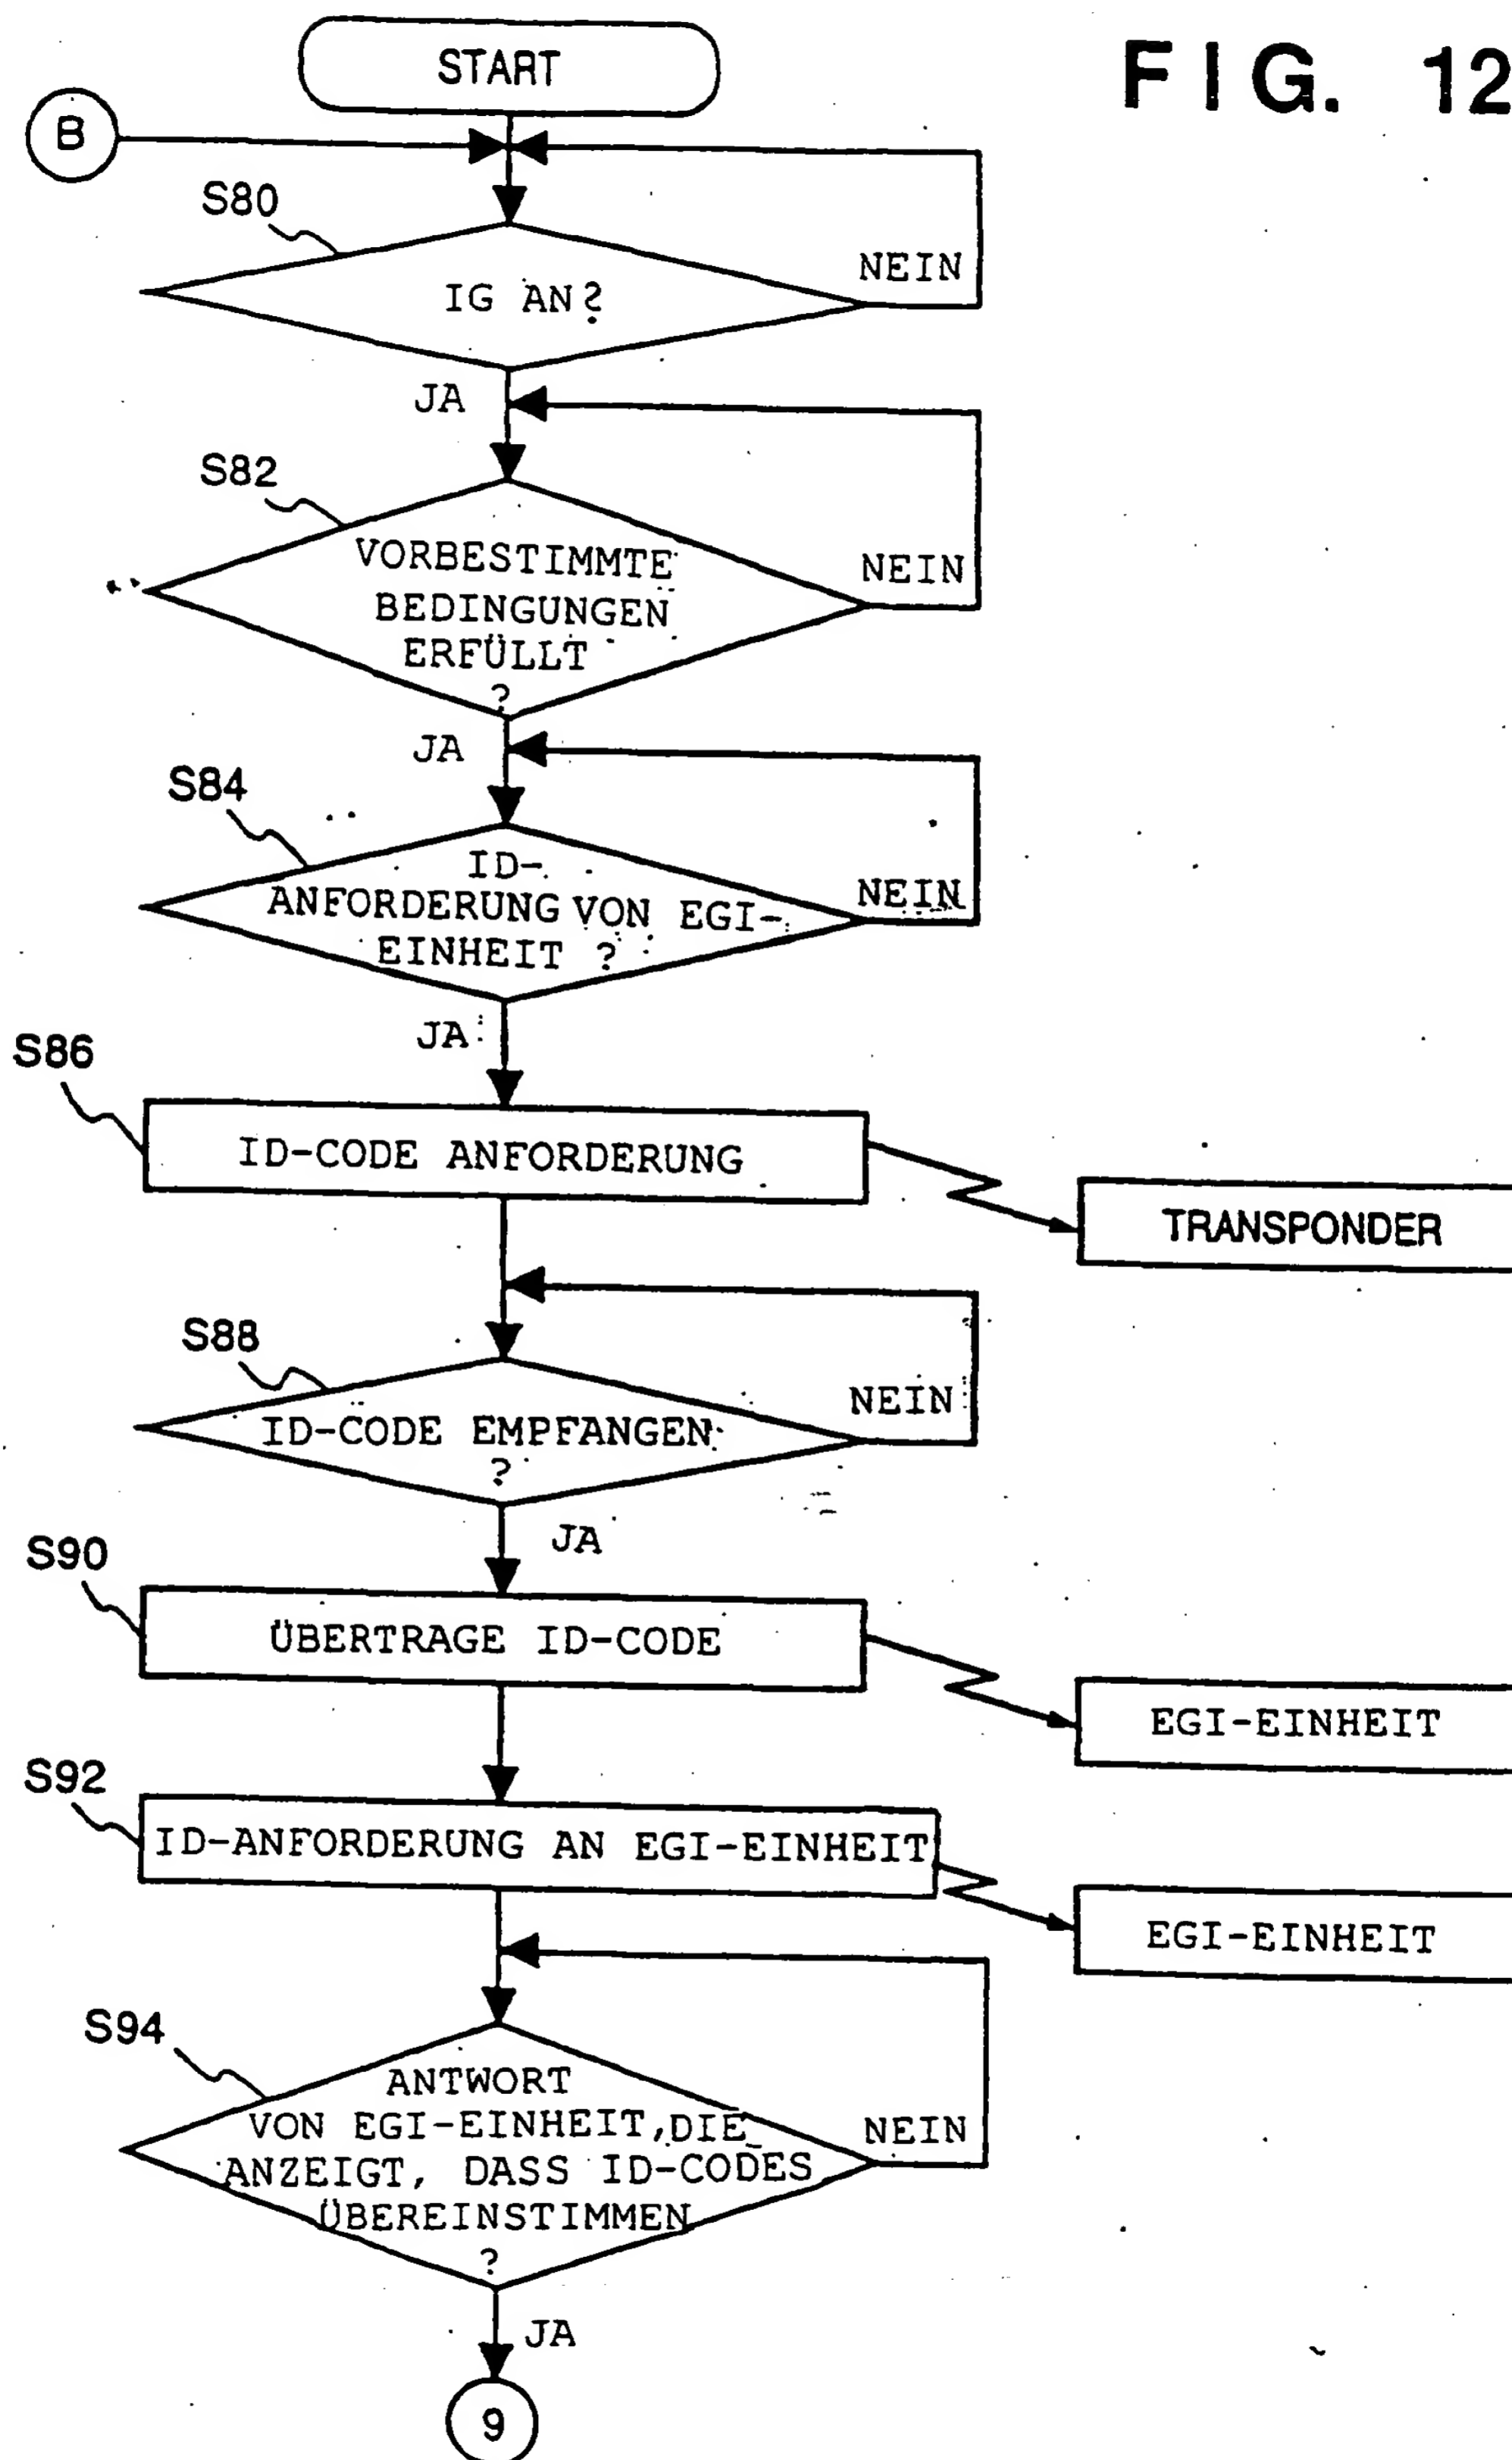 START
FIG. 12
B
S80
NEIN
IG AN?
JA
S82
VORBESTIMMTE
BEDINGUNGEN
ERFÜLLT
?
NEIN
JA
S84
ID-
ANFORDERUNG VON EGI-
EINHEIT ?
NEIN
JA
S86
ID-CODE ANFORDERUNG
TRANSPONDER
S88
NEIN
ID-CODE EMPFANGEN
?
JA
S90
ÜBERTRAGE ID-CODE
EGI-EINHEIT
S92
ID-ANFORDERUNG AN EGI-EINHEIT
EGI-EINHEIT
S94
ANTWORT
VON EGI-EINHEIT, DIE
ANZEIGT, DASS ID-CODES
ÜBEREINSTIMMEN
?
NEIN
JA
9